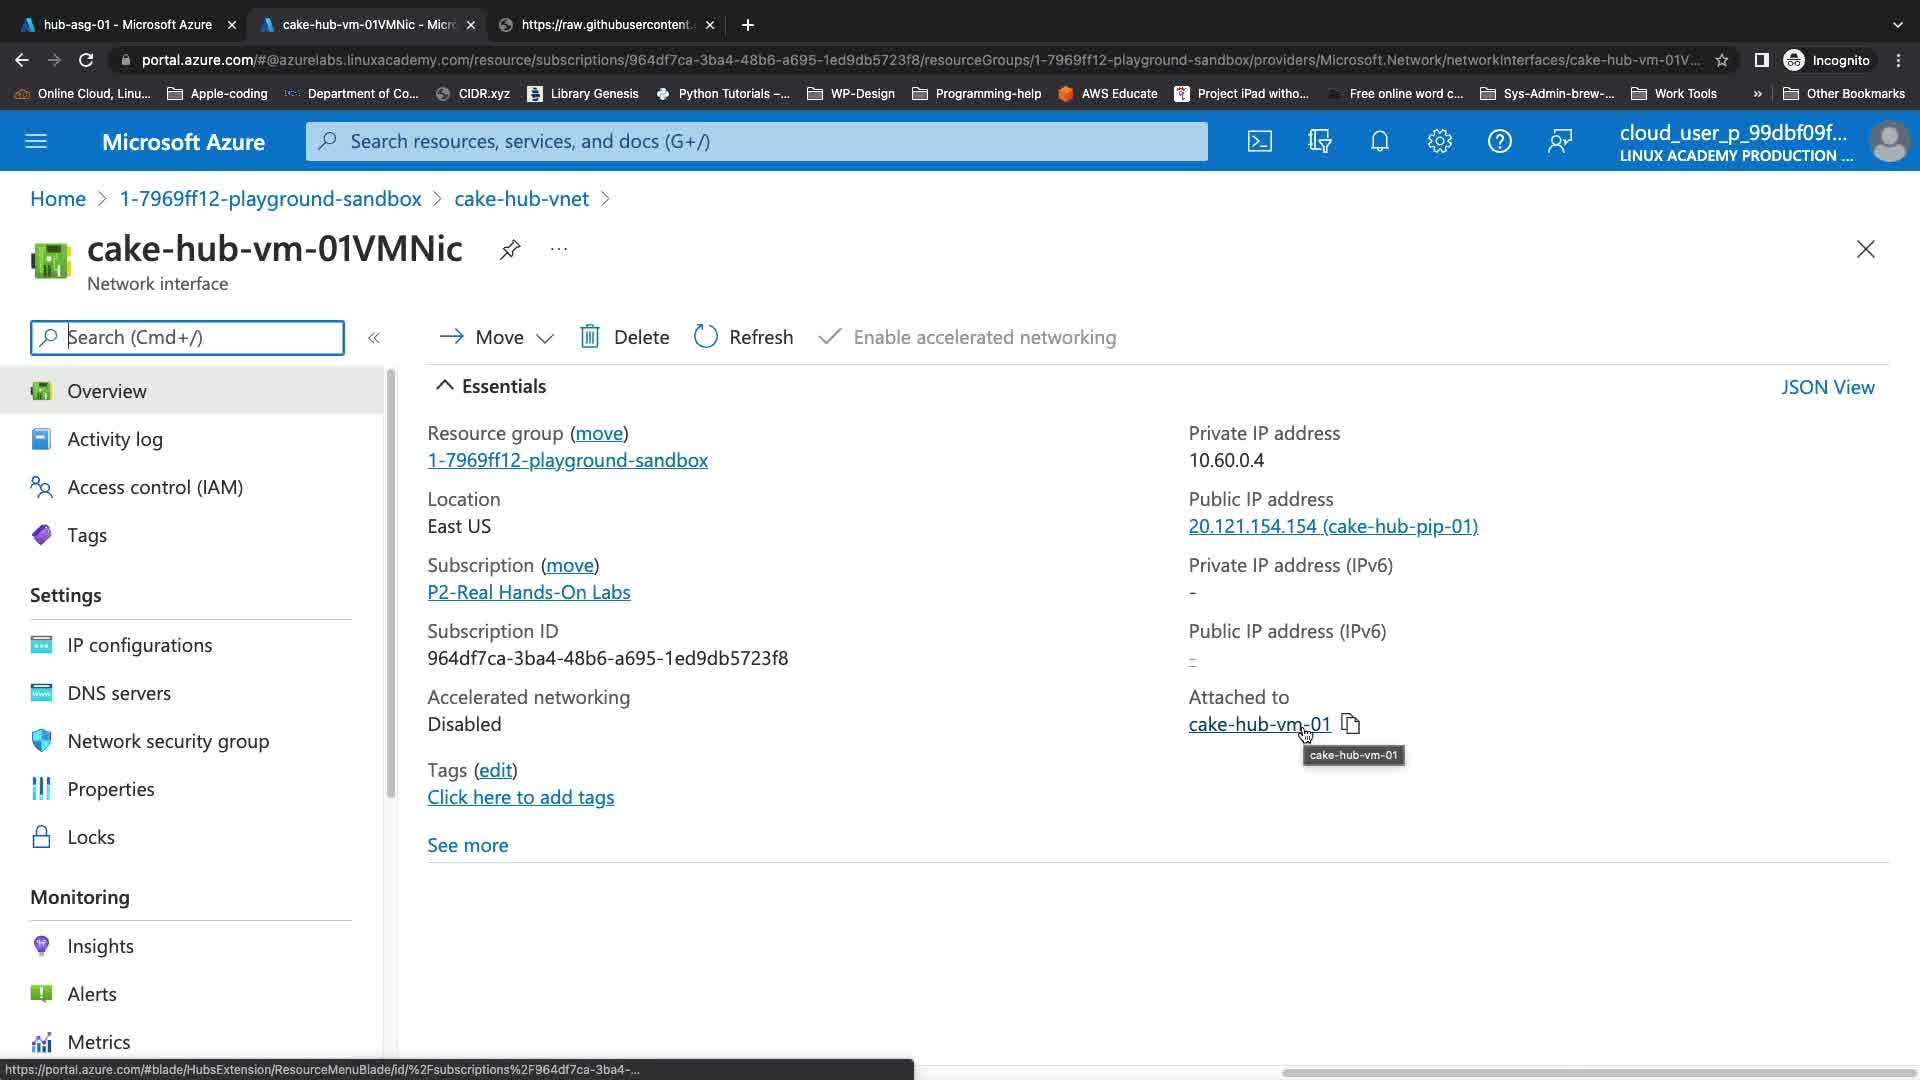 hub-asg-01 - Microsoft Azure
cake-hub-vm-01VMNic - Micro
https://raw.githubusercontent.
portal.azure.com/#@azurelabs.linuxacademy.com/resource/subscriptions/964df7ca-3ba4-48b6-a695-1ed9db5723f8/resourceGroups/1-7969ff12-playground-sandbox/providers/Microsoft.Network/networkInterfaces/cake-hub-vm-01V...
Incognito
Online Cloud, Linu...
Apple-coding
Department of Co...
CIDR.xyz
Library Genesis
Python Tutorials –...
WP-Design
Programming-help
AWS Educate
Project iPad witho...
Free online word c...
Sys-Admin-brew-...
Work Tools
»
Other Bookmarks
Microsoft Azure
Search resources, services, and docs (G+/)
cloud_user_p_99dbf09f...
LINUX ACADEMY PRODUCTION ...
Home > 1-7969ff12-playground-sandbox > cake-hub-vnet >
cake-hub-vm-01VMNic
...
Network interface
Search (Cmd+/)
«
Move
Delete
Refresh
Enable accelerated networking
Overview
Activity log
Access control (IAM)
Tags
Settings
IP configurations
DNS servers
Network security group
Properties
Locks
Monitoring
Insights
Alerts
Metrics
Essentials
JSON View
Resource group (move)
1-7969ff12-playground-sandbox
Location
East US
Subscription (move)
P2-Real Hands-On Labs
Subscription ID
964df7ca-3ba4-48b6-a695-1ed9db5723f8
Accelerated networking
Disabled
Tags (edit)
Click here to add tags
See more
Private IP address
10.60.0.4
Public IP address
20.121.154.154 (cake-hub-pip-01)
Private IP address (IPv6)
-
Public IP address (IPv6)
-
Attached to
cake-hub-vm-01
cake-hub-vm-01
https://portal.azure.com/#blade/HubsExtension/ResourceMenuBlade/id/%2Fsubscriptions%2F964df7ca-3ba4-...